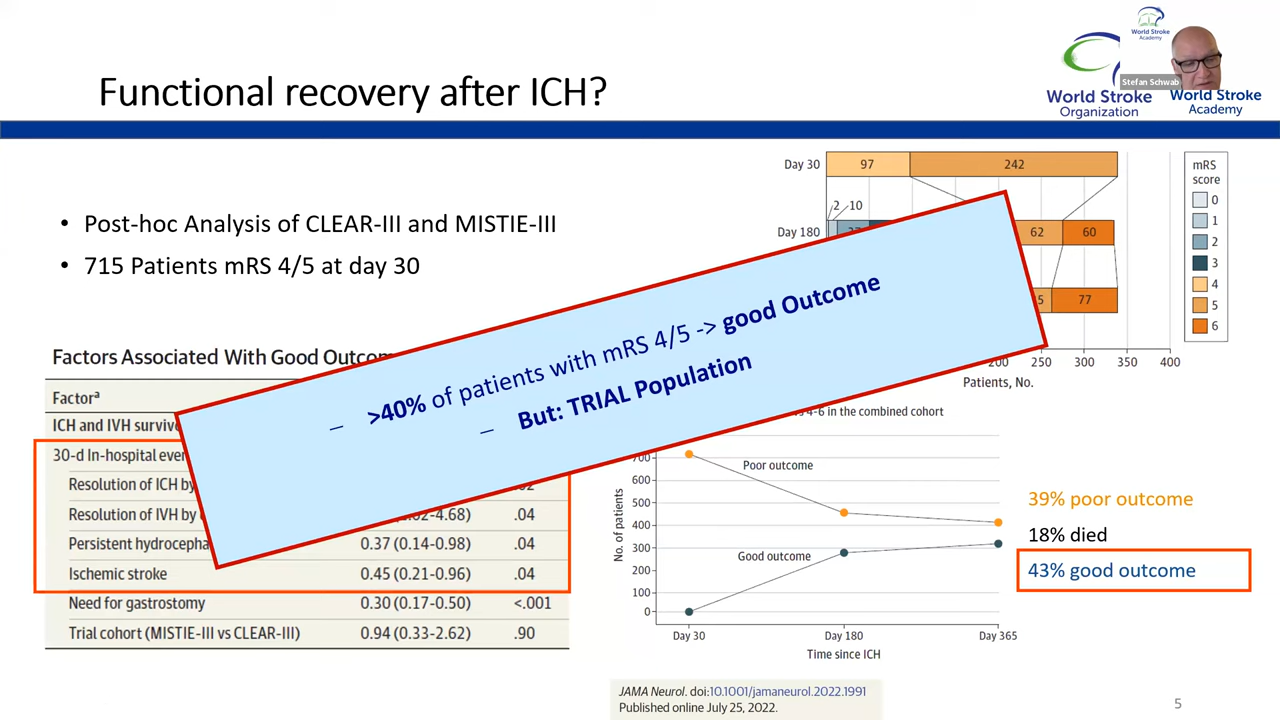 World Stroke
Academy
Stefan Schwab
World Stroke
Organization
World Stroke
Academy
Functional recovery after ICH?
• Post-hoc Analysis of CLEAR-III and MISTIE-III
• 715 Patients mRS 4/5 at day 30
Day 30 97 242
2 10
Day 180 62 60
77
200 250 300 350 400
Patients, No.
mRS
score
0
1
2
3
4
5
6
− >40% of patients with mRS 4/5 -> good Outcome
− But: TRIAL Population
Factors Associated With Good
Factorᵃ
ICH and IVH
30-d In-hospital
Resolution of ICH by
Resolution of IVH by
-4.68) .04
Persistent
0.37 (0.14-0.98) .04
Ischemic stroke 0.45 (0.21-0.96) .04
Need for gastrostomy 0.30 (0.17-0.50) <.001
Trial cohort (MISTIE-III vs CLEAR-III) 0.94 (0.33-2.62) .90
4-6 in the combined cohort
No. of patients
700
600
500
400
300
200
100
0
Poor outcome
Good outcome
Day 30 Day 180 Day 365
Time since ICH
39% poor outcome
18% died
43% good outcome
JAMA Neurol. doi:10.1001/jamaneurol.2022.1991
Published online July 25, 2022.
5